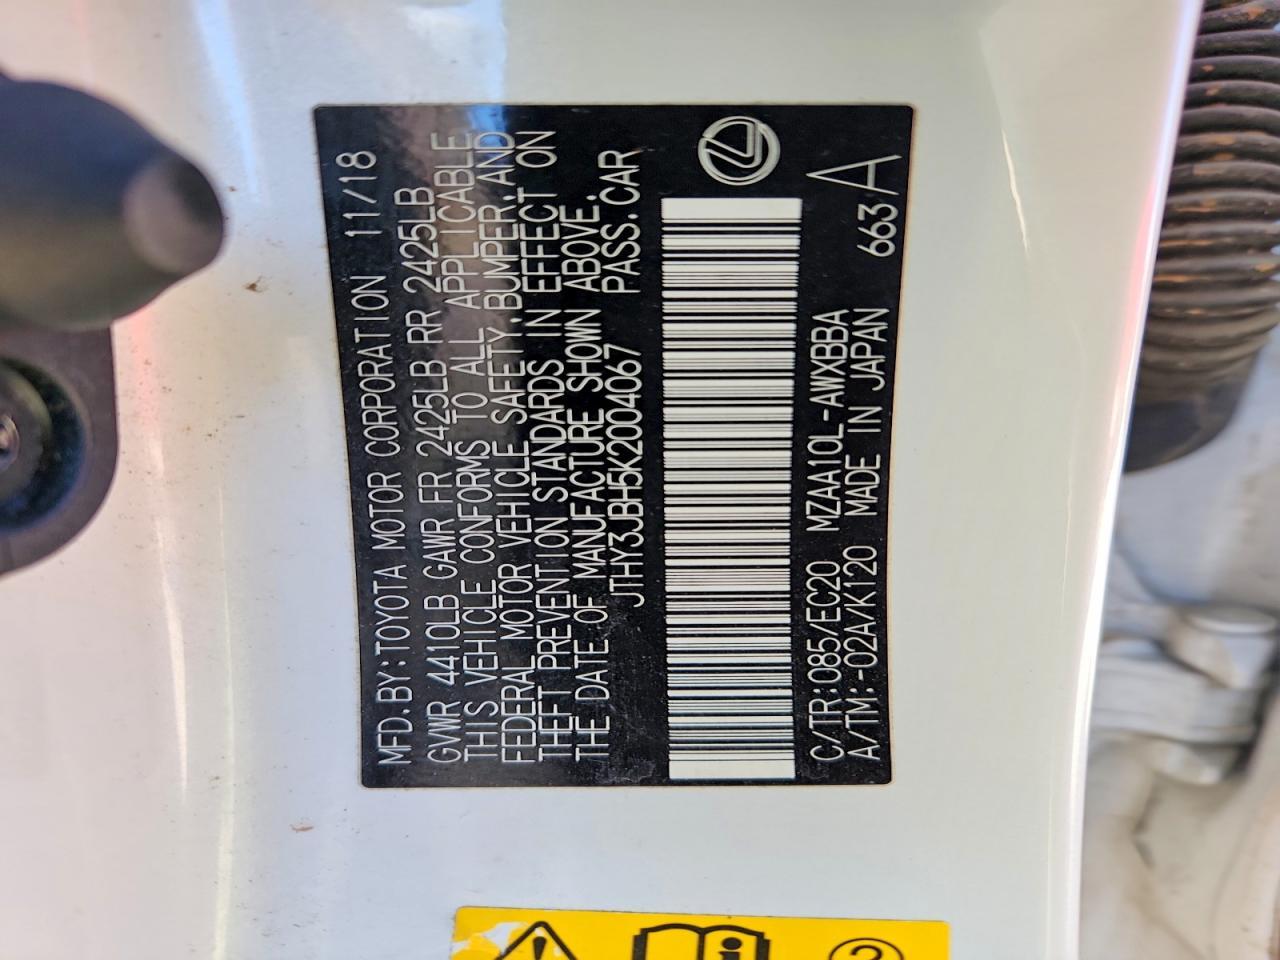 MFD.BY:TOYOTA MOTOR CORPORATION 11/18
GVWR 4410LB GAWR FR 2425LB RR 2425LB
THIS VEHICLE CONFORMS TO ALL APPLICABLE
FEDERAL MOTOR VEHICLE SAFETY,BUMPER,AND
THEFT PREVENTION STANDARDS IN EFFECT ON
THE DATE OF MANUFACTURE SHOWN ABOVE.
JTHY3JBH5K2004067 PASS.CAR
C/TR:085/EC20 MZAA10L-AWXBBA
A/TM:-02A/K120 MADE IN JAPAN 663A